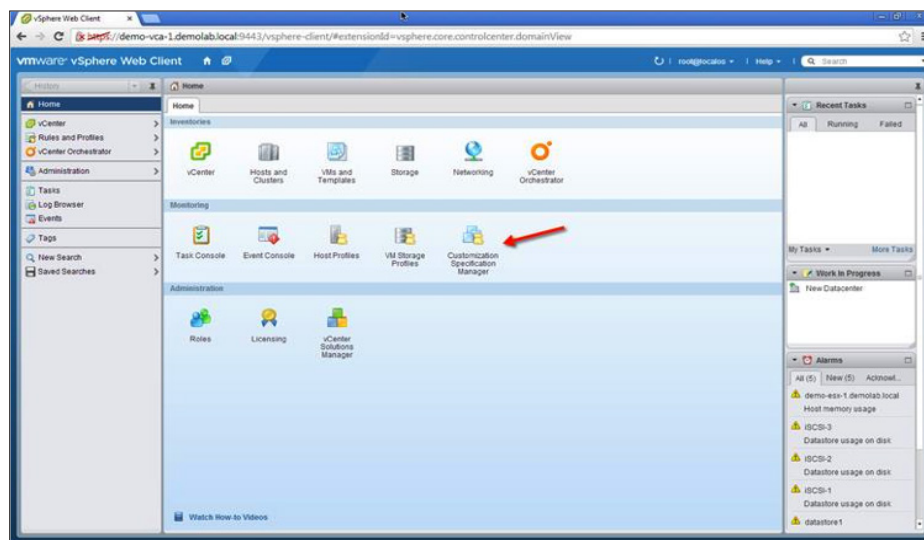 vSphere Web Client
https://demo-vca-1.demolab.local:9443/vsphere-client/#extensionId=vsphere.core.controlcenter.domainView
vmware vSphere Web Client
root@localos
Help
Search
History
Home
vCenter
Rules and Profiles
vCenter Orchestrator
Administration
Tasks
Log Browser
Events
Tags
New Search
Saved Searches
Home
Home
Inventories
vCenter
Hosts and
Clusters
VMs and
Templates
Storage
Networking
vCenter
Orchestrator
Monitoring
Task Console
Event Console
Host Profiles
VM Storage
Profiles
Customization
Specification
Manager
Administration
Roles
Licensing
vCenter
Solutions
Manager
Watch How-to Videos
Recent Tasks
All Running Failed
My Tasks More Tasks
Work In Progress
New Datacenter
Alarms
All (5) New (5) Acknowl...
demo-esx-1.demolab.local
Host memory usage
iSCSI-3
Datastore usage on disk
iSCSI-2
Datastore usage on disk
iSCSI-1
Datastore usage on disk
datastore1